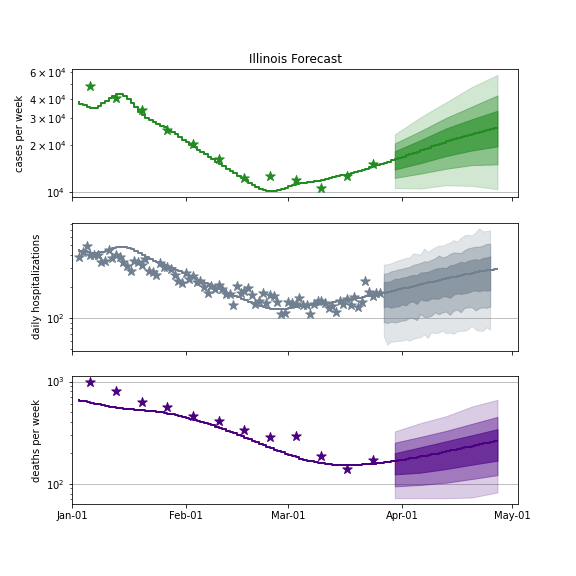 Illinois Forecast
cases per week
6 × 10⁴
4 × 10⁴
3 × 10⁴
2 × 10⁴
10⁴
daily hospitalizations
10²
deaths per week
10³
10²
Jan-01 Feb-01 Mar-01 Apr-01 May-01